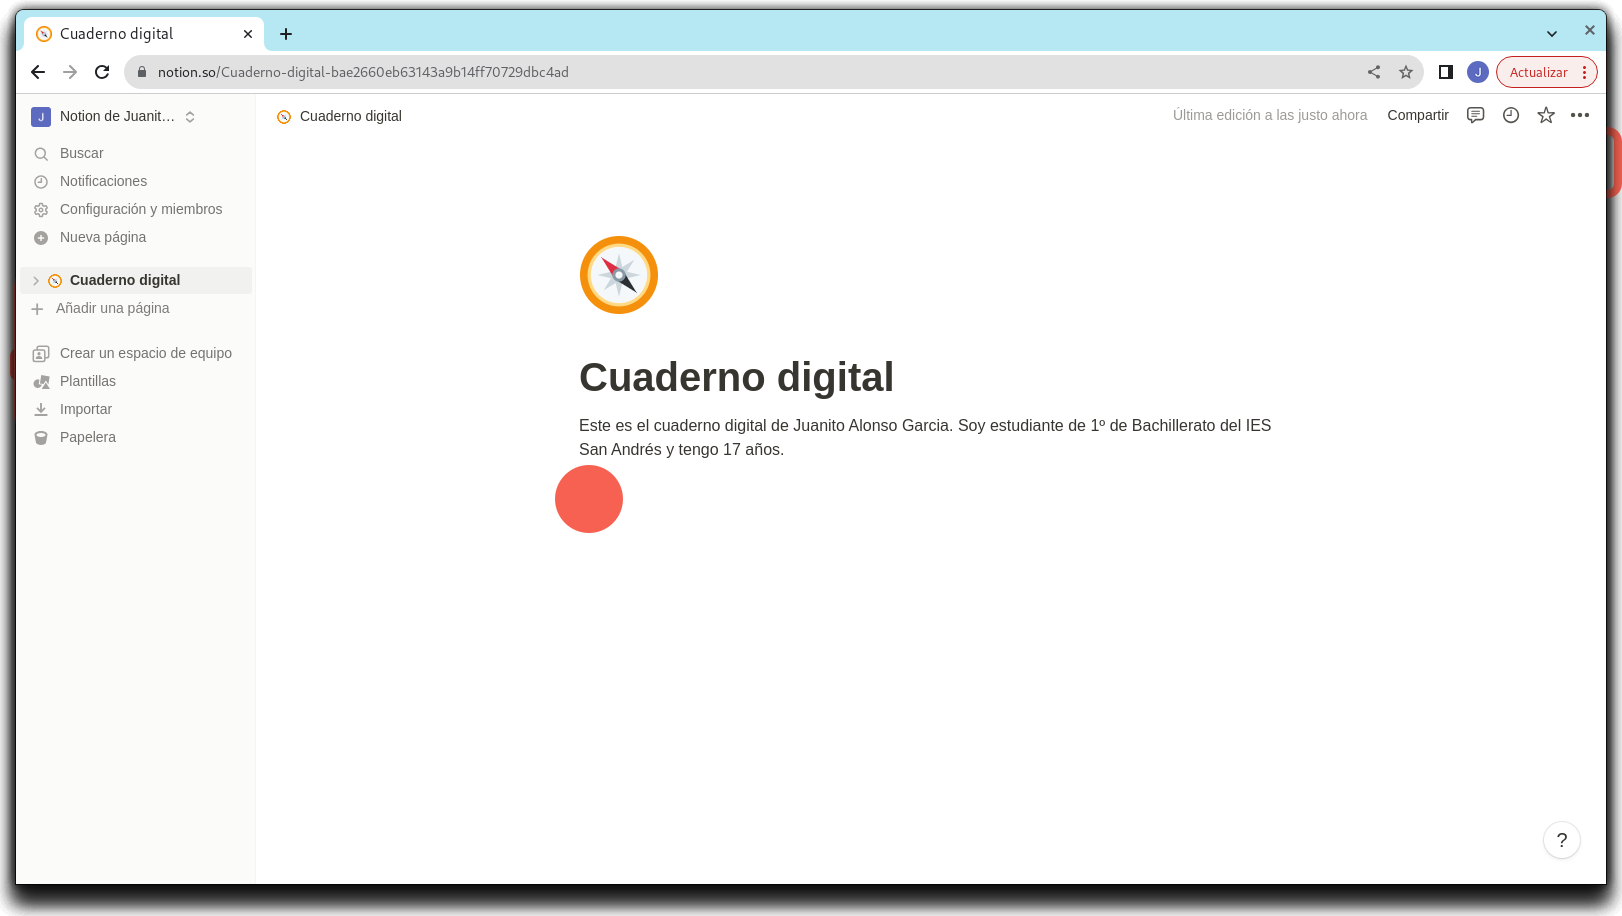 Cuaderno digital
notion.so/Cuaderno-digital-bae2660eb63143a9b14ff70729dbc4ad
J
Actualizar
J
Notion de Juanit...
Cuaderno digital
Última edición a las justo ahora
Compartir
Buscar
Notificaciones
Configuración y miembros
Nueva página
Cuaderno digital
Añadir una página
Crear un espacio de equipo
Plantillas
Importar
Papelera
Cuaderno digital
Este es el cuaderno digital de Juanito Alonso Garcia. Soy estudiante de 1º de Bachillerato del IES
San Andrés y tengo 17 años.
?